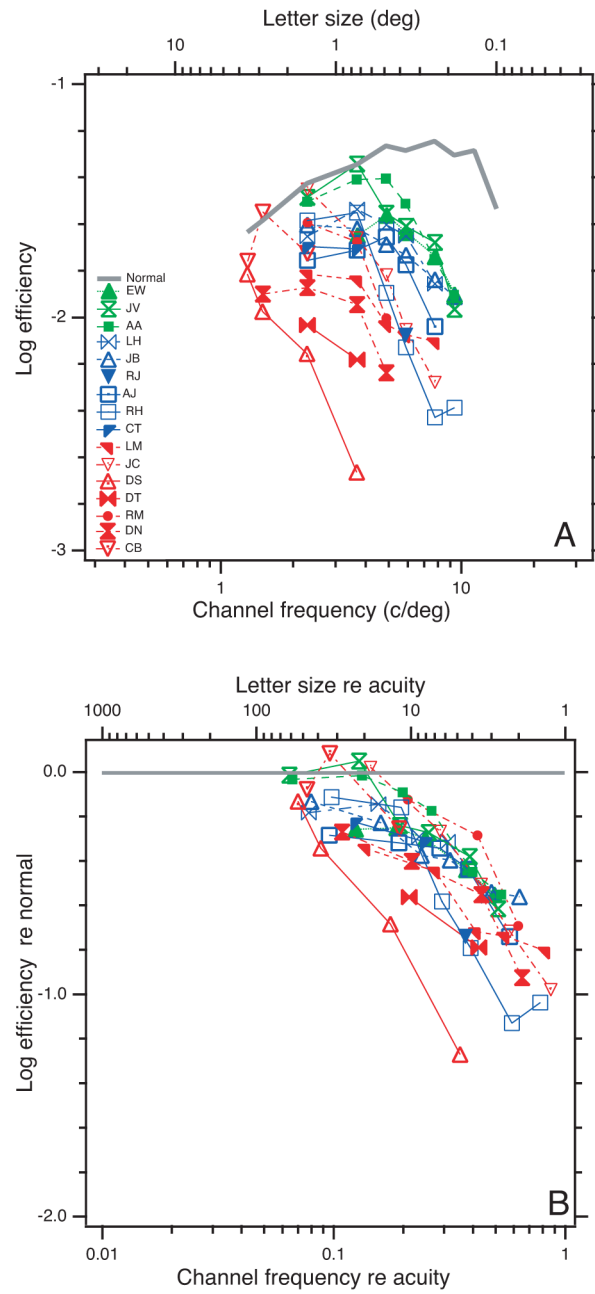 Letter size (deg)
10 1 0.1
-1
Log efficiency
-2
Normal
EW
JV
AA
LH
JB
RJ
AJ
RH
CT
LM
JC
DS
DT
RM
DN
CB
-3
A
1 10
Channel frequency (c/deg)
Letter size re acuity
1000 100 10 1
0.0
Log efficiency re normal
-1.0
-2.0
B
0.01 0.1 1
Channel frequency re acuity